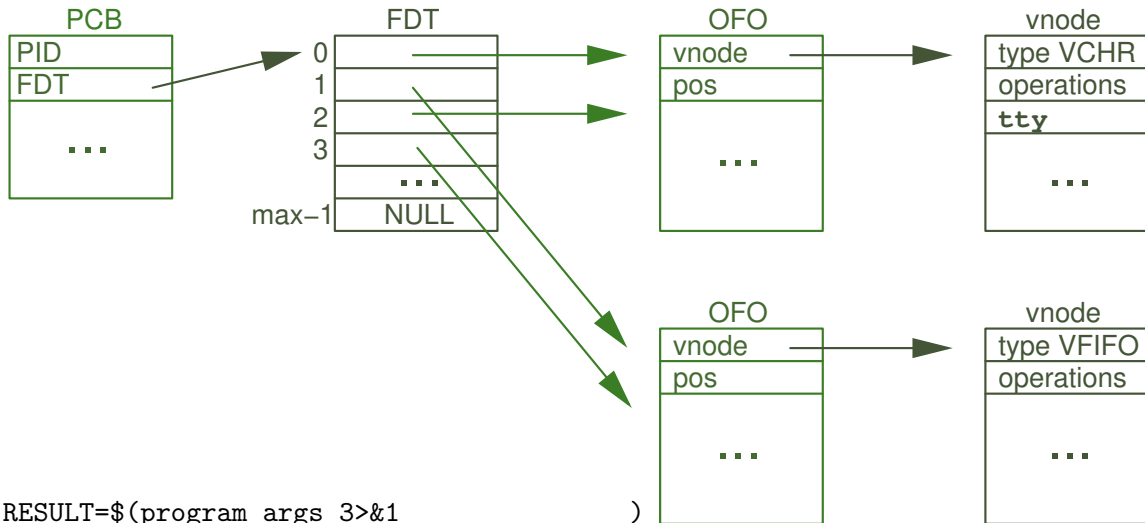 PCB
PID
FDT
...
FDT
0
1
2
3
...
max−1 NULL
OFO
vnode
pos
...
vnode
type VCHR
operations
tty
...
OFO
vnode
pos
...
vnode
type VFIFO
operations
...
RESULT=$(program args 3>&1 )